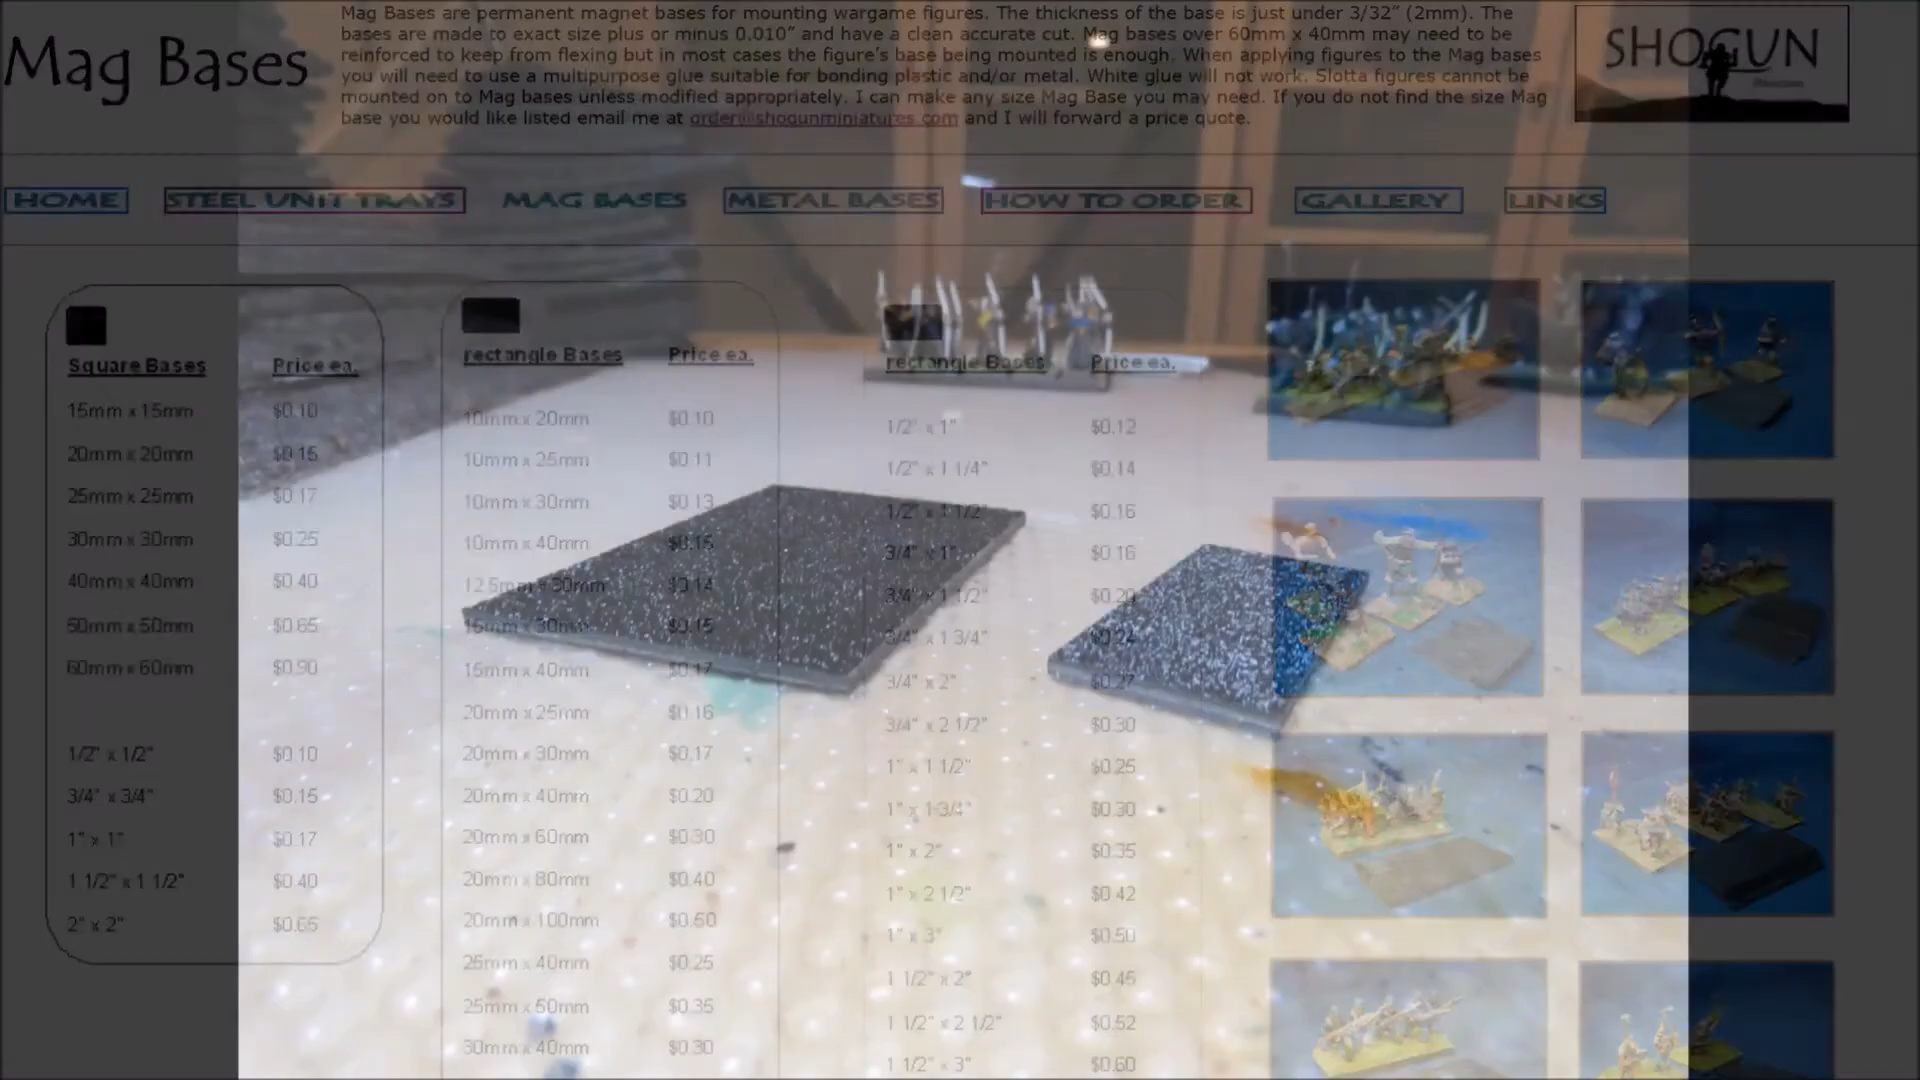 Mag Bases
Mag Bases are permanent magnet bases for mounting wargame figures. The thickness of the base is just under 3/32” (2mm). The
bases are made to exact size plus or minus 0.010” and have a clean accurate cut. Mag bases over 60mm x 40mm may need to be
reinforced to keep from flexing but in most cases the figure’s base being mounted is enough. When applying figures to the Mag bases
you will need to use a multipurpose glue suitable for bonding plastic and/or metal. White glue will not work. Slotta figures cannot be
mounted on to Mag bases unless modified appropriately. I can make any size Mag Base you may need. If you do not find the size Mag
base you would like listed email me at order@shogunminiatures.com and I will forward a price quote.
SHOGUN
HOME STEEL UNIT TRAYS MAG BASES METAL BASES HOW TO ORDER GALLERY LINKS
Square Bases Price ea.
15mm x 15mm $0.10
20mm x 20mm $0.15
25mm x 25mm $0.17
30mm x 30mm $0.25
40mm x 40mm $0.40
50mm x 50mm $0.65
60mm x 60mm $0.90
1/2" x 1/2" $0.10
3/4" x 3/4" $0.15
1" x 1" $0.17
1 1/2" x 1 1/2" $0.40
2" x 2" $0.65
rectangle Bases Price ea.
10mm x 20mm $0.10
10mm x 25mm $0.11
10mm x 30mm $0.13
10mm x 40mm $0.15
12.5mm x 30mm $0.14
15mm x 30mm $0.15
15mm x 40mm $0.17
20mm x 25mm $0.16
20mm x 30mm $0.17
20mm x 40mm $0.20
20mm x 60mm $0.30
20mm x 80mm $0.40
20mm x 100mm $0.50
25mm x 40mm $0.25
25mm x 50mm $0.35
30mm x 40mm $0.30
rectangle Bases Price ea.
1/2" x 1" $0.12
1/2" x 1 1/4" $0.14
1/2" x 1 1/2" $0.16
3/4" x 1" $0.16
3/4" x 1 1/2" $0.20
3/4" x 1 3/4" $0.24
3/4" x 2" $0.27
3/4" x 2 1/2" $0.30
1" x 1 1/2" $0.25
1" x 1 3/4" $0.30
1" x 2" $0.35
1" x 2 1/2" $0.42
1" x 3" $0.50
1 1/2" x 2" $0.45
1 1/2" x 2 1/2" $0.52
1 1/2" x 3" $0.60